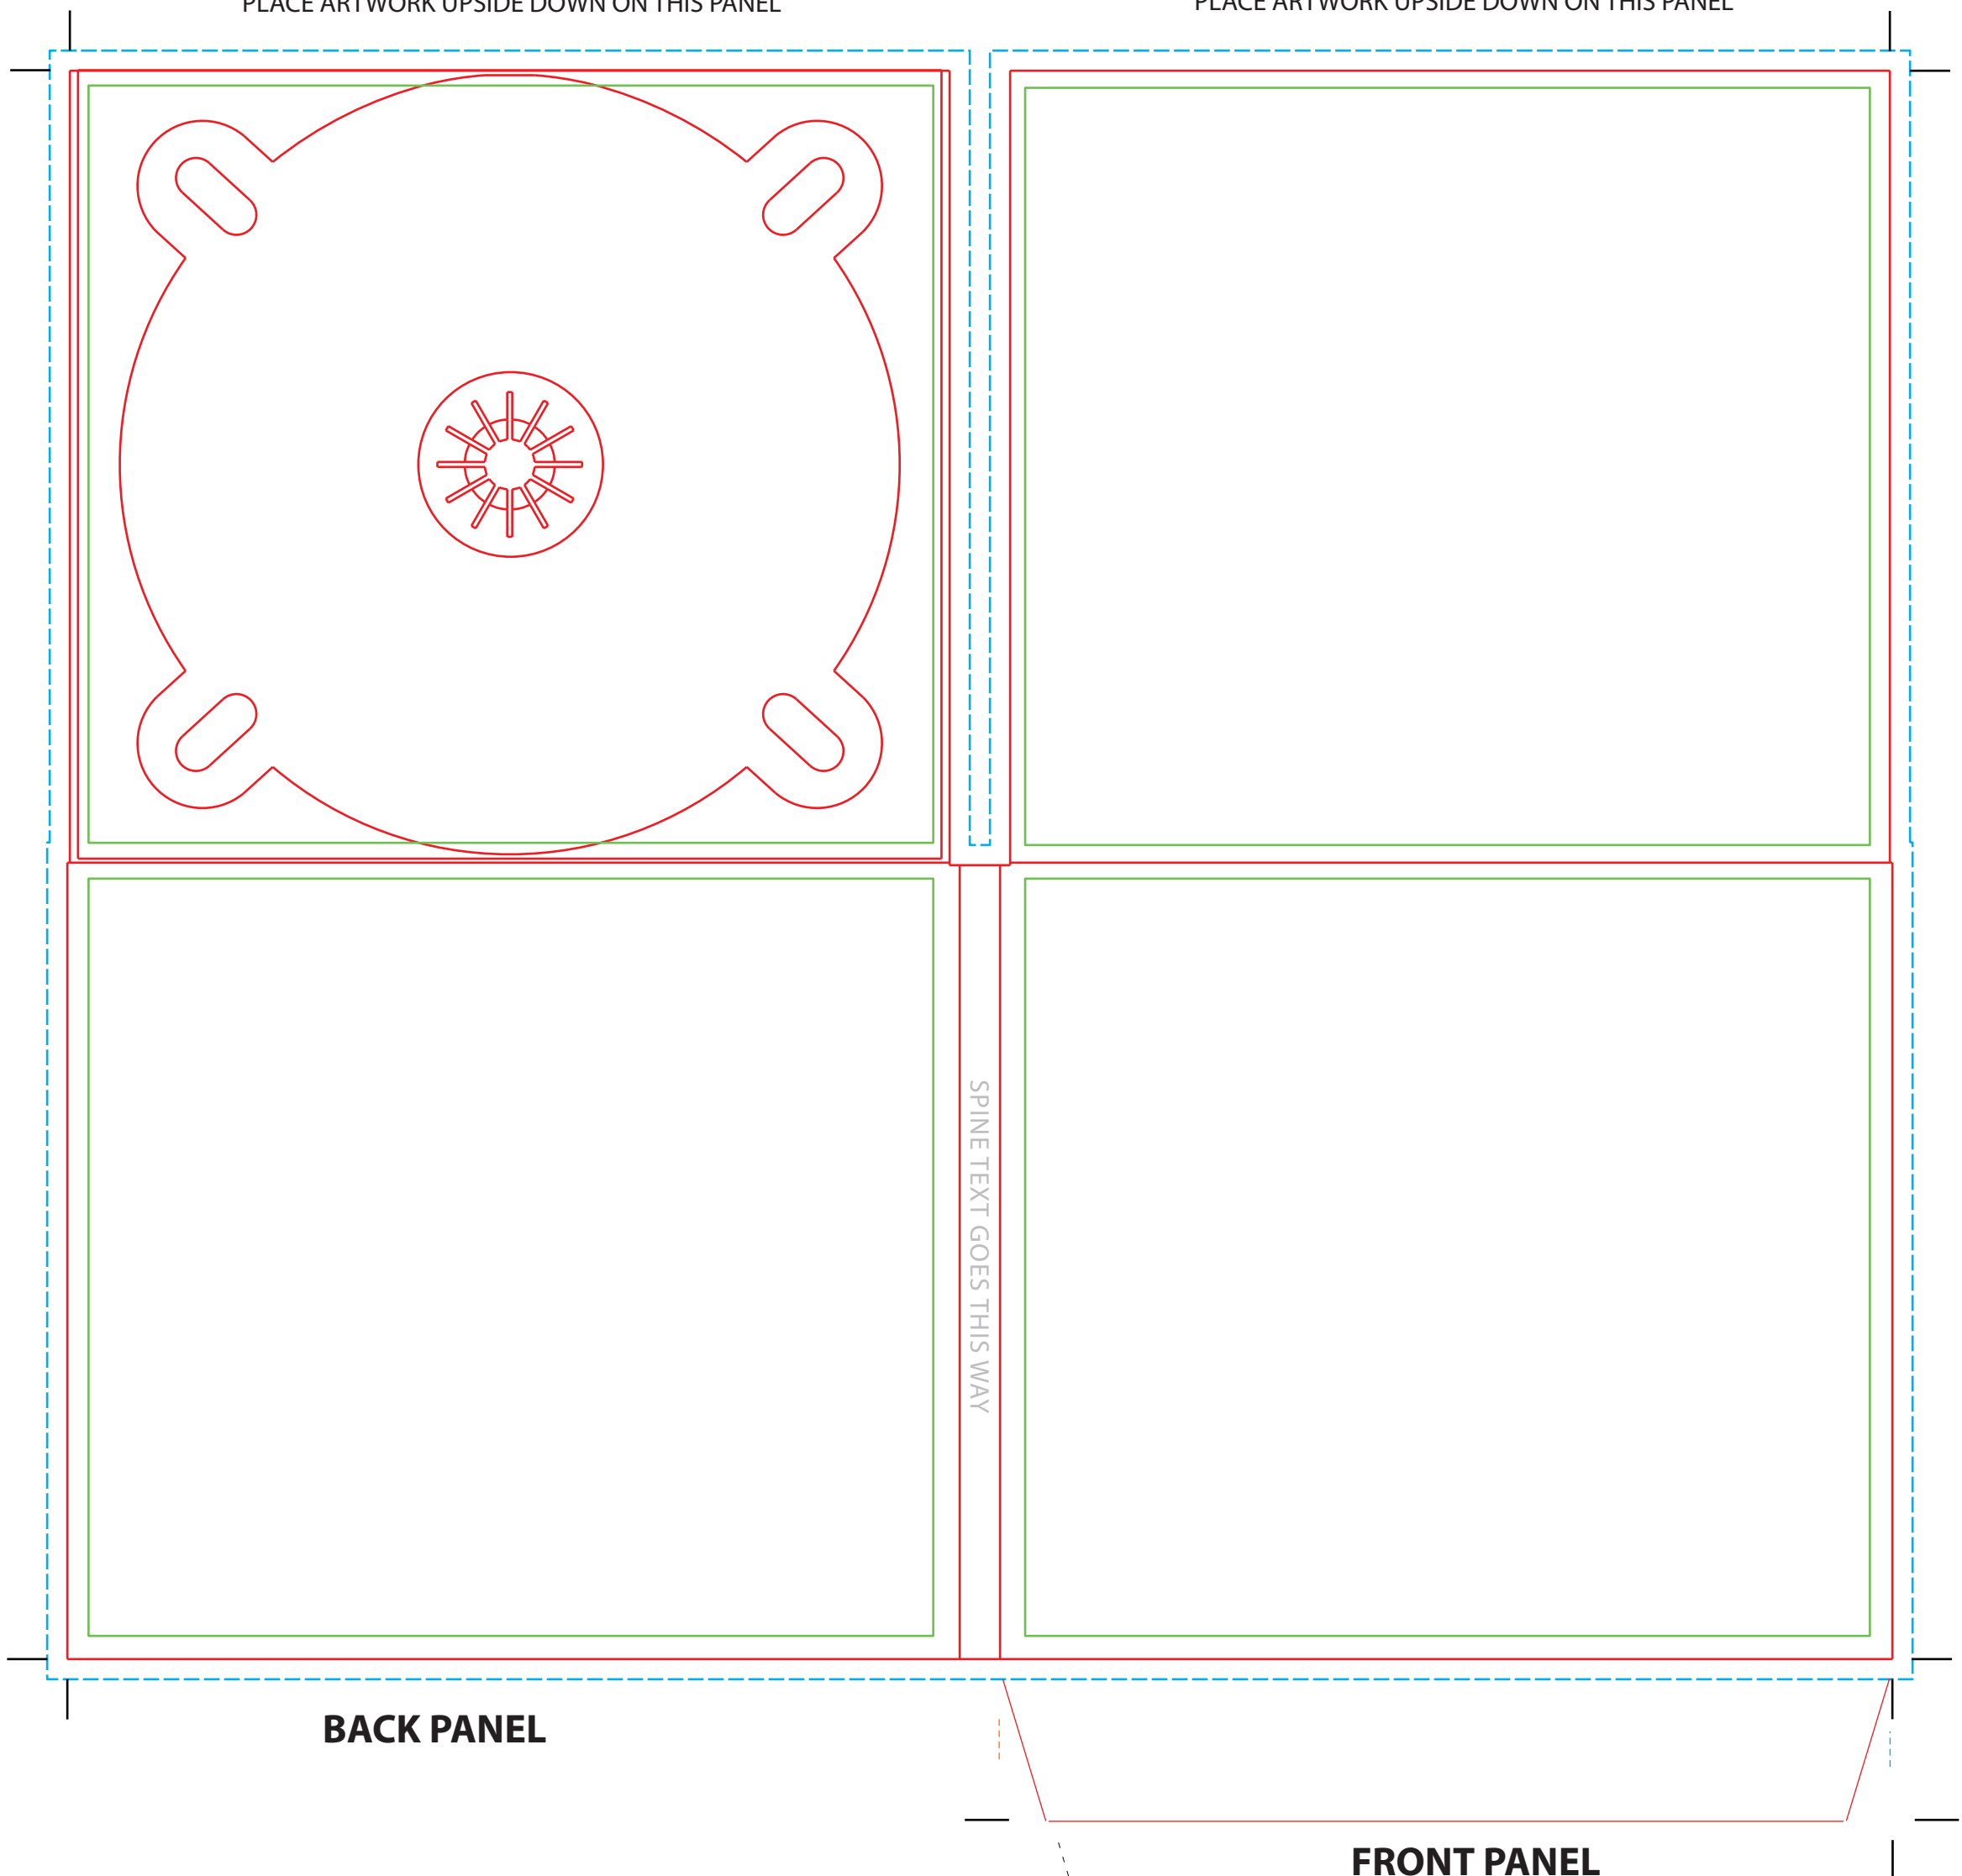 PLACE ARTWORK UPSIDE DOWN ON THIS PANEL
PLACE ARTWORK UPSIDE DOWN ON THIS PANEL
SPINE TEXT GOES THIS WAY
BACK PANEL
FRONT PANEL